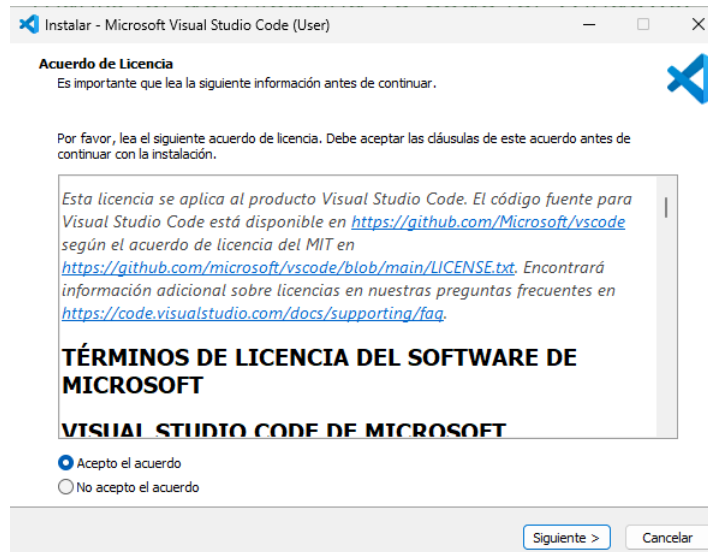 Instalar - Microsoft Visual Studio Code (User)
Acuerdo de Licencia
Es importante que lea la siguiente información antes de continuar.
Por favor, lea el siguiente acuerdo de licencia. Debe aceptar las cláusulas de este acuerdo antes de
continuar con la instalación.
Esta licencia se aplica al producto Visual Studio Code. El código fuente para
Visual Studio Code está disponible en https://github.com/Microsoft/vscode
según el acuerdo de licencia del MIT en
https://github.com/microsoft/vscode/blob/main/LICENSE.txt. Encontrará
información adicional sobre licencias en nuestras preguntas frecuentes en
https://code.visualstudio.com/docs/supporting/faq.
TÉRMINOS DE LICENCIA DEL SOFTWARE DE
MICROSOFT
VISUAL STUDIO CODE DE MICROSOFT
Acepto el acuerdo
No acepto el acuerdo
Siguiente >
Cancelar